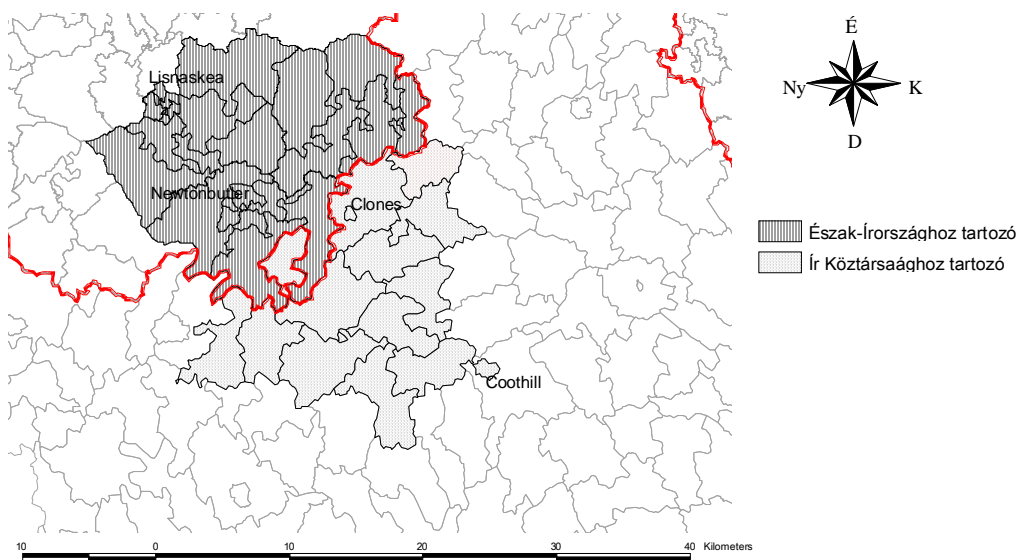 Lisnaskea
Newtonbutler
Clones
Coothill
É
Ny
K
D
Észak-Írországhoz tartozó
Ír Köztársaághoz tartozó
10 0 10 20 30 40 Kilometers